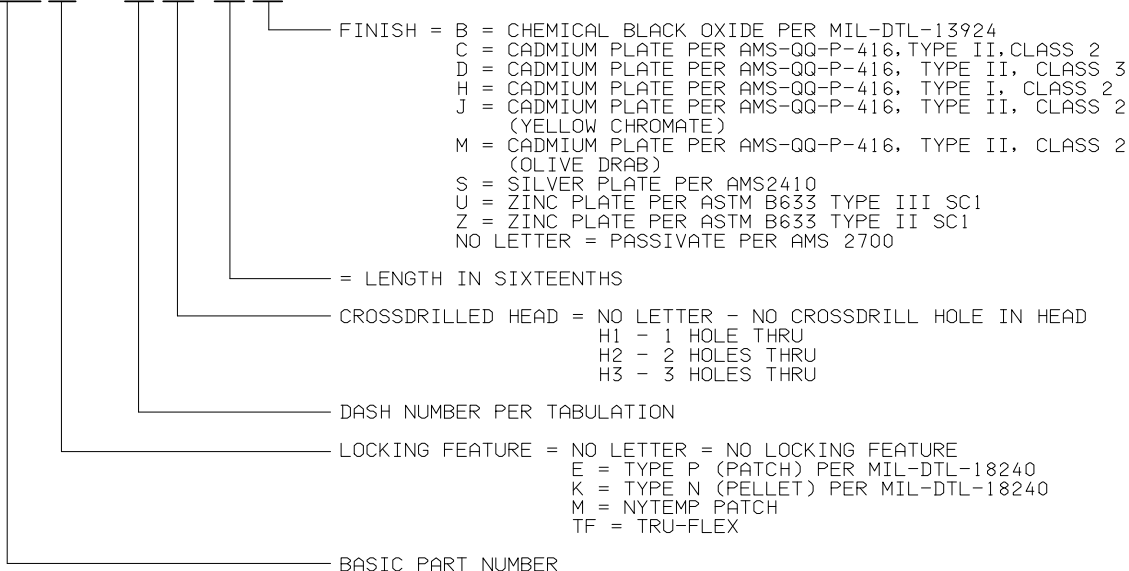 FINISH = B = CHEMICAL BLACK OXIDE PER MIL-DTL-13924
C = CADMIUM PLATE PER AMS-QQ-P-416, TYPE II, CLASS 2
D = CADMIUM PLATE PER AMS-QQ-P-416, TYPE II, CLASS 3
H = CADMIUM PLATE PER AMS-QQ-P-416, TYPE I, CLASS 2
J = CADMIUM PLATE PER AMS-QQ-P-416, TYPE II, CLASS 2
(YELLOW CHROMATE)
M = CADMIUM PLATE PER AMS-QQ-P-416, TYPE II, CLASS 2
(OLIVE DRAB)
S = SILVER PLATE PER AMS2410
U = ZINC PLATE PER ASTM B633 TYPE III SC1
Z = ZINC PLATE PER ASTM B633 TYPE II SC1
NO LETTER = PASSIVATE PER AMS 2700
= LENGTH IN SIXTEENTHS
CROSSDRILLED HEAD = NO LETTER - NO CROSSDRILL HOLE IN HEAD
H1 - 1 HOLE THRU
H2 - 2 HOLES THRU
H3 - 3 HOLES THRU
DASH NUMBER PER TABULATION
LOCKING FEATURE = NO LETTER = NO LOCKING FEATURE
E = TYPE P (PATCH) PER MIL-DTL-18240
K = TYPE N (PELLET) PER MIL-DTL-18240
M = NYTEMP PATCH
TF = TRU-FLEX
BASIC PART NUMBER